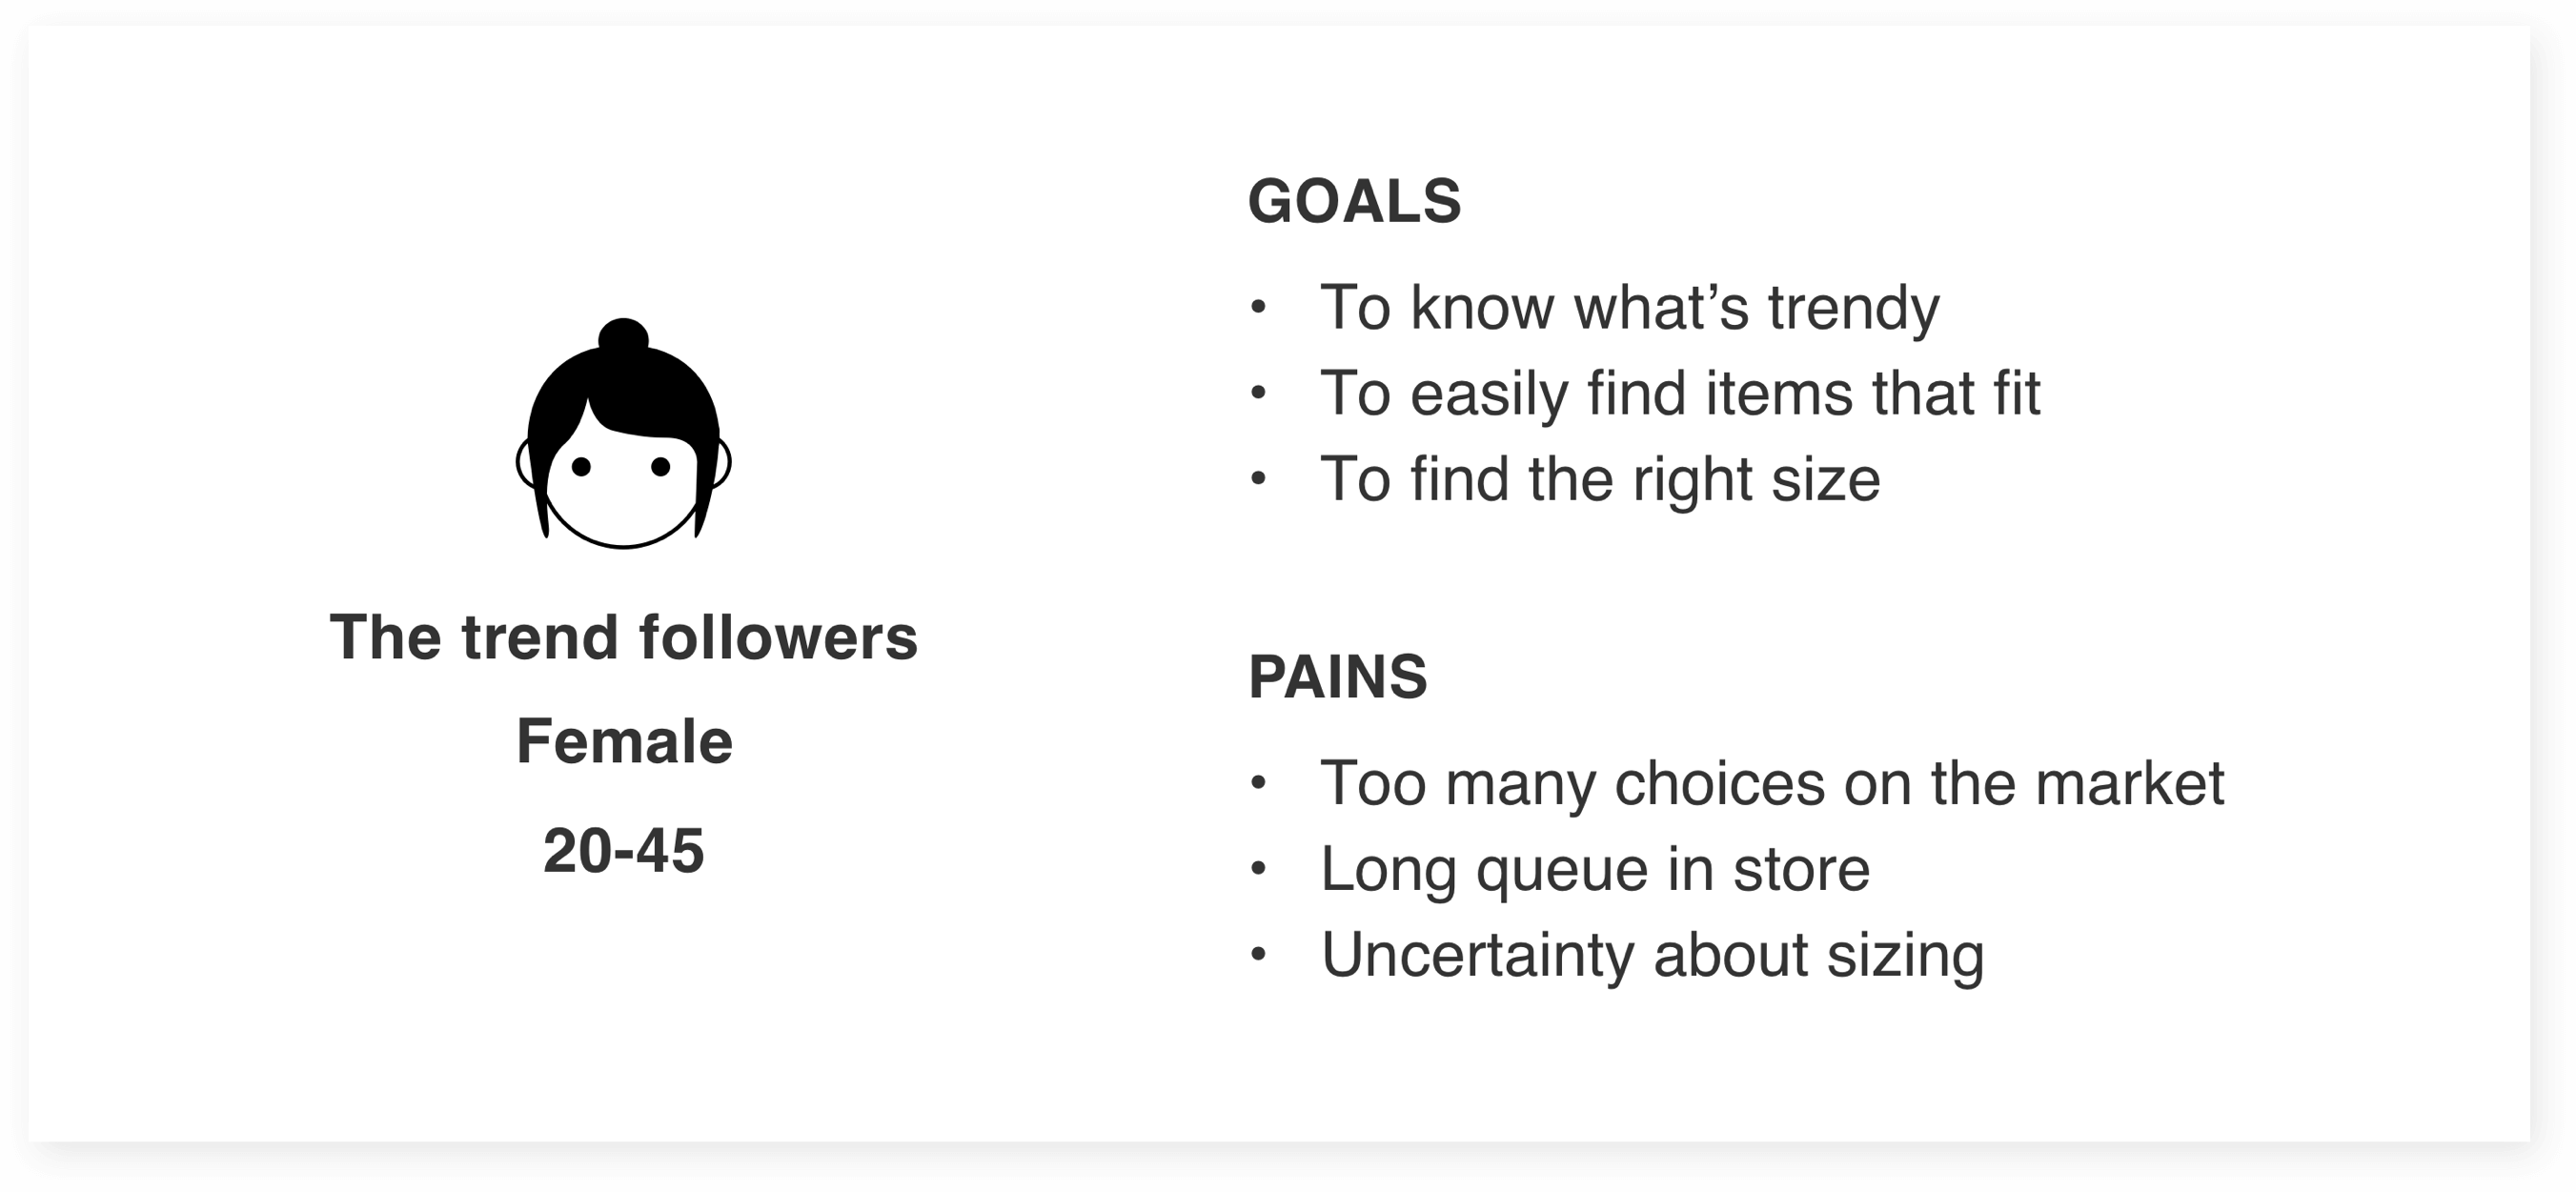 The trend followers
Female
20-45
GOALS
• To know what’s trendy
• To easily find items that fit
• To find the right size
PAINS
• Too many choices on the market
• Long queue in store
• Uncertainty about sizing